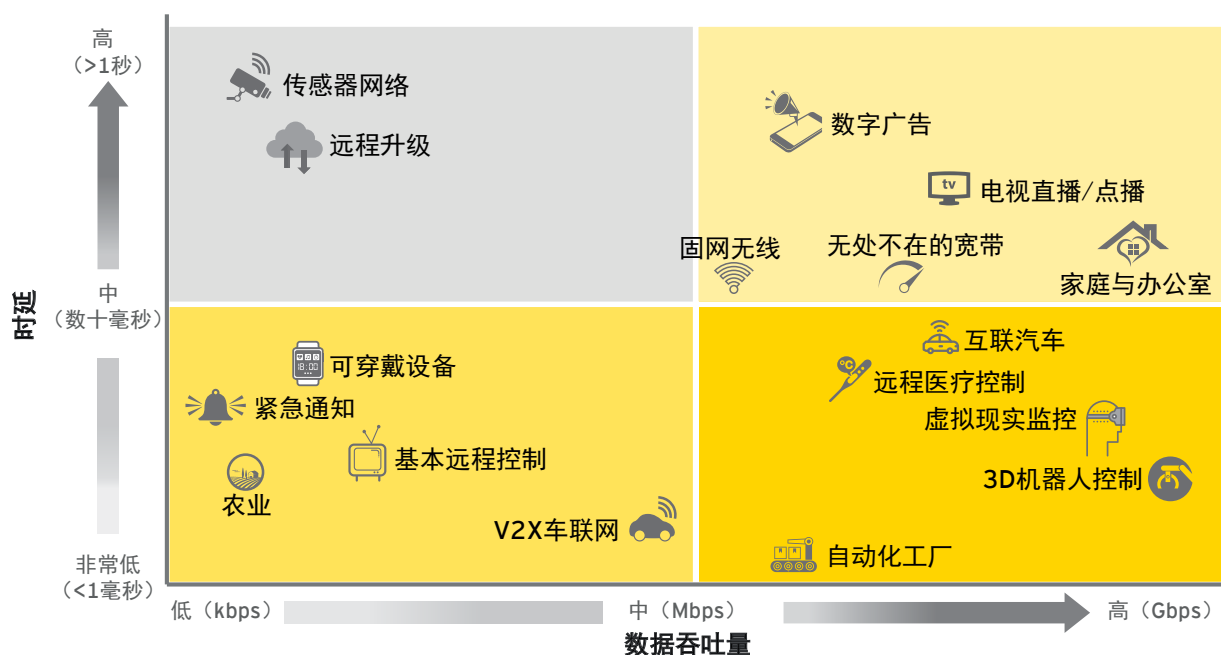 高
（>1秒）
传感器网络
远程升级
数字广告
tv
电视直播/点播
固网无线
无处不在的宽带
家庭与办公室
中
（数十毫秒）
时延
互联汽车
可穿戴设备
18:00
°C
远程医疗控制
紧急通知
虚拟现实监控
基本远程控制
3D机器人控制
农业
V2X车联网
自动化工厂
非常低
（<1毫秒）
低（kbps）
中（Mbps）
高（Gbps）
数据吞吐量